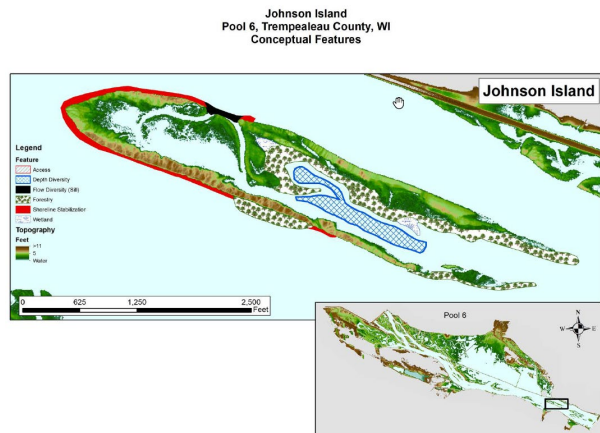 Johnson Island
Pool 6, Trempealeau County, WI
Conceptual Features
Johnson Island
Legend
Feature
Access
Depth Diversity
Flow Diversity (Sill)
Forestry
Shoreline Stabilization
Wetland
Topography
Feet
>11
5
Water
0 625 1,250 2,500
Feet
Pool 6
N
W E
S